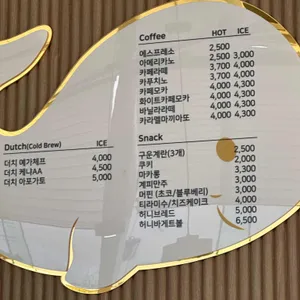 Coffee HOT ICE
에스프레소 2,500
아메리카노 2,500 3,000
카페라떼 3,700 4,000
카푸치노 3,700 4,000
카페모카 4,000 4,300
화이트카페모카 4,000 4,300
바닐라라떼 4,000 4,300
카라멜마끼아또 4,000 4,300
Dutch(Cold Brew) ICE
더치 예가체프 4,000
더치 케냐AA 4,500
더치 아포가토 5,000
Snack
구운계란(3개) 2,500
쿠키 2,000
마카롱
계피만주 3,000
머핀 (초코/블루베리) 3,000
티라미수/치즈케이크 4,000
허니브레드 5,000
허니바게트볼 6,500